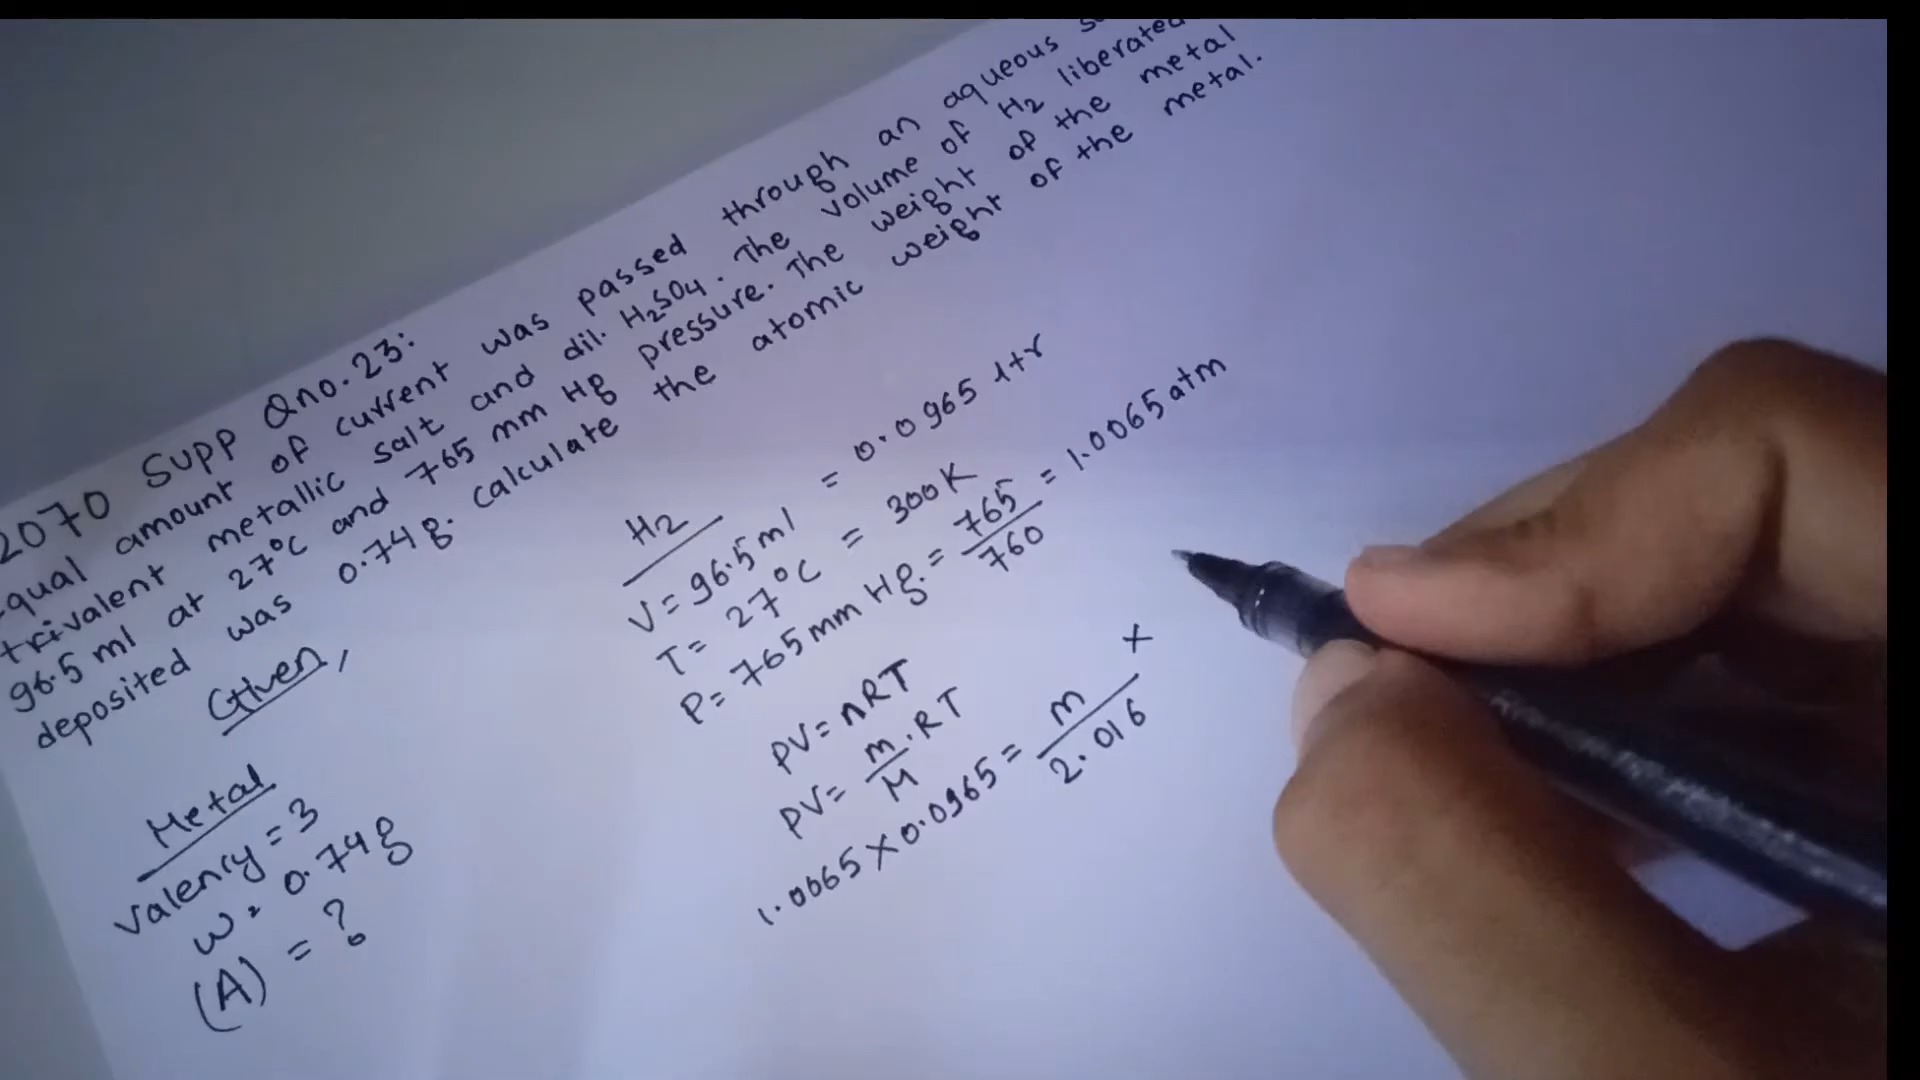 2070 Supp Qno. 23:
Equal amount of current was passed through an aqueous
trivalent metallic salt and dil. H2SO4. The volume of H2 liberated
96.5 ml at 27°C and 765 mm Hg pressure. The weight of the metal
deposited was 0.74g. calculate the atomic weight of the metal.
Given,
Metal
Valency = 3
W = 0.74g
(A) = ?
H2
V = 96.5 ml = 0.0965 ltr
T = 27°C = 300K
P = 765 mm Hg. = 765/760 = 1.0065 atm
PV = nRT
PV = m/M . RT
1.0065 × 0.0965 = m/2.016 ×